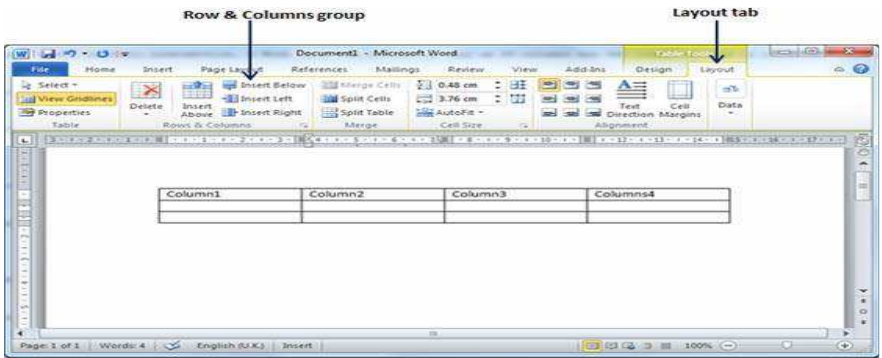 Row & Columns group
Layout tab
Document1 - Microsoft Word
Table Tools
File Home Insert Page Layout References Mailings Review View Add-Ins Design Layout
Select
View Gridlines
Properties
Table
Delete
Insert Above
Insert Below
Insert Left
Insert Right
Rows & Columns
Merge Cells
Split Cells
Split Table
Merge
0.48 cm
3.76 cm
AutoFit
Cell Size
Text Direction
Cell Margins
Alignment
Data
Column1 Column2 Column3 Columns4
Page: 1 of 1 Words: 4 English (U.K.) Insert 100%